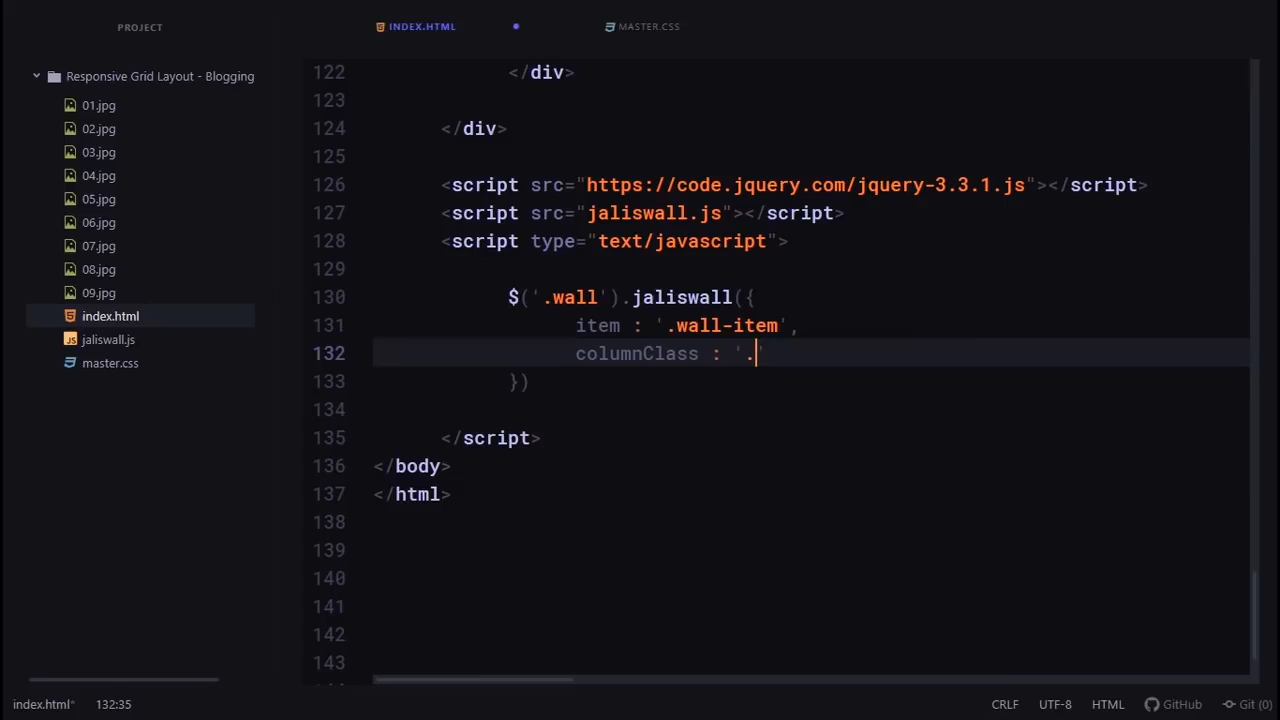 PROJECT
INDEX.HTML
MASTER.CSS
Responsive Grid Layout - Blogging
01.jpg
02.jpg
03.jpg
04.jpg
05.jpg
06.jpg
07.jpg
08.jpg
09.jpg
index.html
jaliswall.js
master.css
122 </div>
123
124 </div>
125
126 <script src="https://code.jquery.com/jquery-3.3.1.js"></script>
127 <script src="jaliswall.js"></script>
128 <script type="text/javascript">
129
130 $('.wall').jaliswall({
131 item : '.wall-item',
132 columnClass : '.'
133 })
134
135 </script>
136 </body>
137 </html>
138
139
140
141
142
143
index.html* 132:35 CRLF UTF-8 HTML GitHub Git (0)